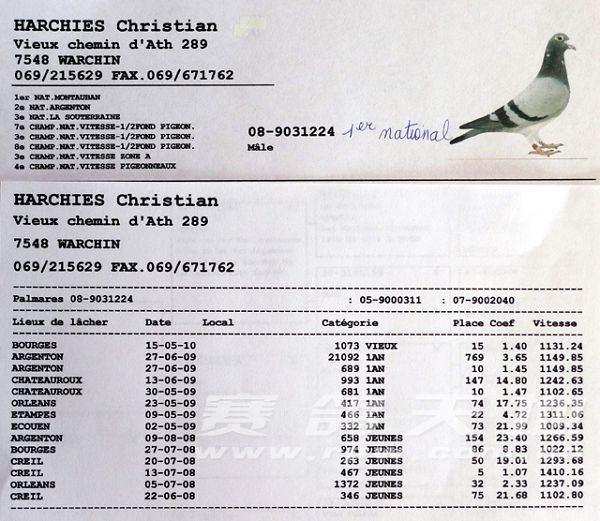 HARCHIES Christian
Vieux chemin d'Ath 289
7548 WARCHIN
069/215629 FAX.069/671762
1er NAT.MONTAUBAN
2e NAT.ARGENTON
3e NAT.LA SOUTERRAINE
7e CHAMP.NAT.VITESSE-1/2FOND PIGEON.
3e CHAMP.NAT.VITESSE-1/2FOND PIGEON.
8e CHAMP.NAT.VITESSE-1/2FOND PIGEON.
3e CHAMP.NAT.VITESSE ZONE A
4e CHAMP.NAT.VITESSE PIGEONNEAUX
08-9031224 1er national
Mâle
HARCHIES Christian
Vieux chemin d'Ath 289
7548 WARCHIN
069/215629 FAX.069/671762
Palmares 08-9031224 : 05-9000311 : 07-9002040
Lieux de lâcher Date Local Catégorie Place Coef Vitesse
BOURGES 15-05-10 1073 VIEUX 15 1.40 1131.24
ARGENTON 27-06-09 21092 1AN 769 3.65 1149.85
ARGENTON 27-06-09 689 1AN 10 1.45 1149.85
CHATEAUROUX 13-06-09 993 1AN 147 14.80 1242.63
CHATEAUROUX 30-05-09 681 1AN 10 1.47 1102.65
ORLEANS 23-05-09 417 1AN 74 17.75 1236.35
ETAMPES 09-05-09 466 1AN 22 4.72 1311.06
ECOUEN 02-05-09 332 1AN 73 21.99 1009.34
ARGENTON 09-08-08 658 JEUNES 154 23.40 1266.59
BOURGES 27-07-08 974 JEUNES 86 8.83 1022.12
CREIL 20-07-08 263 JEUNES 50 19.01 1293.68
CREIL 13-07-08 467 JEUNES 5 1.07 1410.16
ORLEANS 05-07-08 1372 JEUNES 32 2.33 1237.09
CREIL 22-06-08 346 JEUNES 75 21.68 1102.80